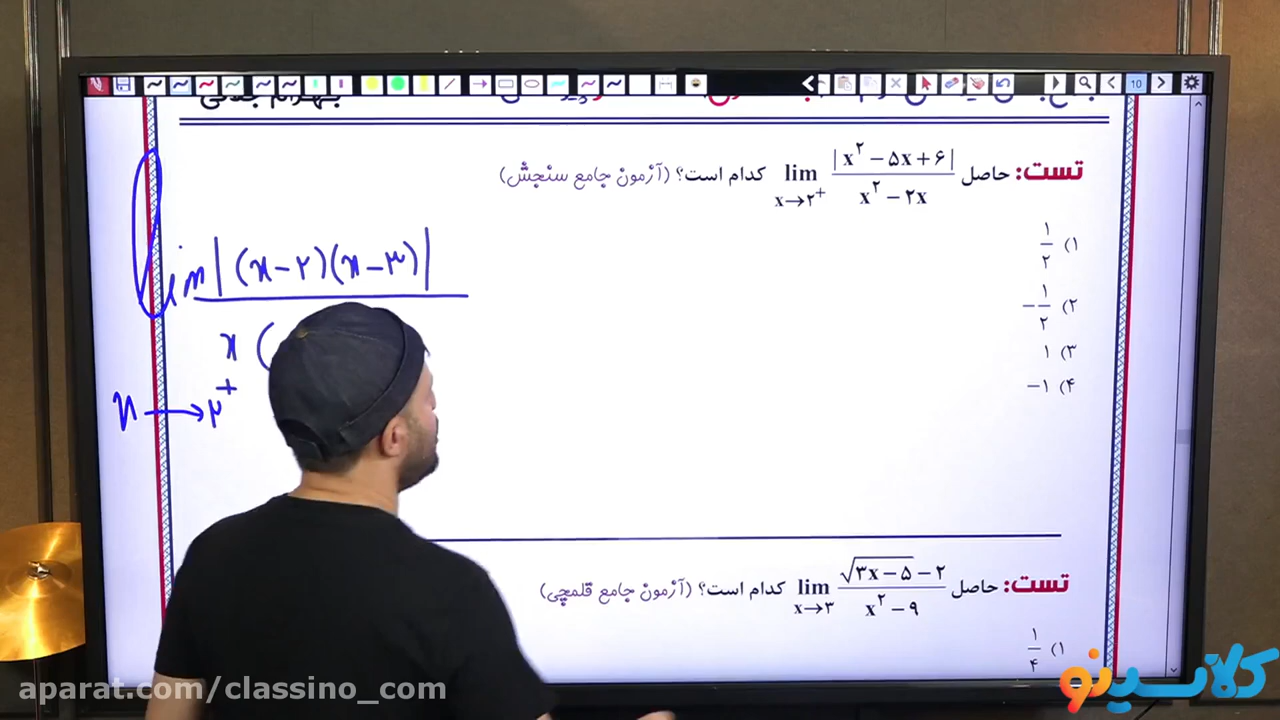 تست: حاصل lim x→۲⁺ |x² − ۵x + ۶| / x² − ۲x کدام است؟ (آزمون جامع سنجش)
۱) ۱/۲
۲) −۱/۲
۳) ۱
۴) −۱
lim |(x − ۲)(x − ۳)|
x (
x → ۲⁺
تست: حاصل lim x→۳ √۳x − ۵ − ۲ / x² − ۹ کدام است؟ (آزمون جامع قلمچی)
۱) ۱/۴
10
aparat.com/classino_com
کلاسینو